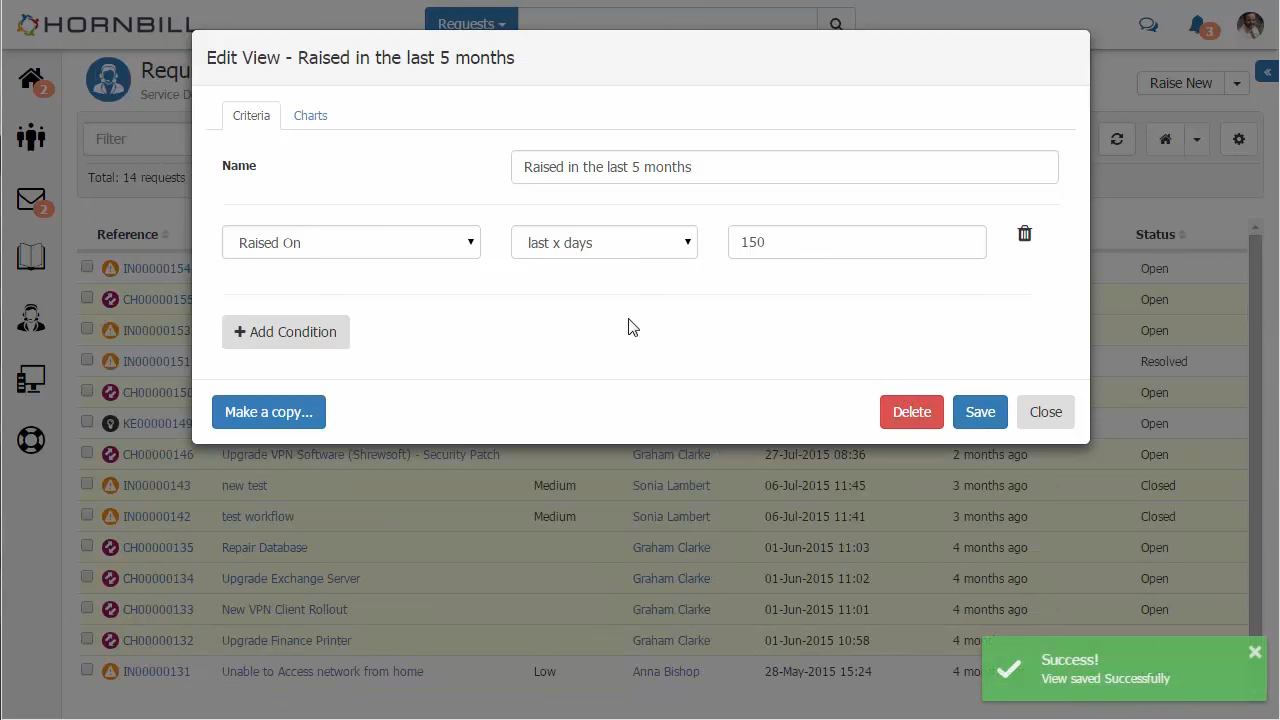 HORNBILL
Requests
3
Edit View - Raised in the last 5 months
2
Requ
Service D
Raise New
Criteria
Charts
Filter
Name
Raised in the last 5 months
Total: 14 requests
2
Reference
Status
Raised On
last x days
150
IN00000154
Open
CH00000155
Open
IN00000153
Open
Add Condition
IN00000151
Resolved
CH00000150
Open
Make a copy...
Delete
Save
Close
KE00000149
Open
CH00000146 Upgrade VPN Software (Shrewsoft) - Security Patch Graham Clarke 27-Jul-2015 08:36 2 months ago Open
IN00000143 new test Medium Sonia Lambert 06-Jul-2015 11:45 3 months ago Closed
IN00000142 test workflow Medium Sonia Lambert 06-Jul-2015 11:41 3 months ago Closed
CH00000135 Repair Database Graham Clarke 01-Jun-2015 11:03 4 months ago Open
CH00000134 Upgrade Exchange Server Graham Clarke 01-Jun-2015 11:02 4 months ago Open
CH00000133 New VPN Client Rollout Graham Clarke 01-Jun-2015 11:01 4 months ago Open
CH00000132 Upgrade Finance Printer Graham Clarke 01-Jun-2015 10:58 4 mon
Success!
IN00000131 Unable to Access network from home Low Anna Bishop 28-May-2015 15:24 4 mo
View saved Successfully